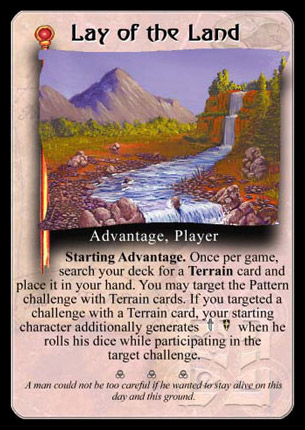 Lay of the Land
Advantage, Player
Starting Advantage. Once per game,
search your deck for a Terrain card and
place it in your hand. You may target the Pattern
challenge with Terrain cards. If you targeted a
challenge with a Terrain card, your starting
character additionally generates when he
rolls his dice while participating in the
target challenge.
A man could not be too careful if he wanted to stay alive on this
day and this ground.